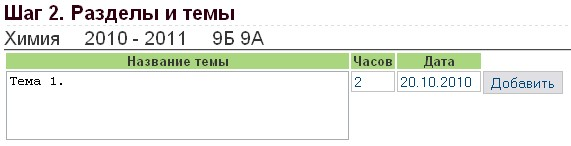 Шаг 2. Разделы и темы
Химия 2010 - 2011 9Б 9А
Название темы Часов Дата
Тема 1. 2 20.10.2010 Добавить